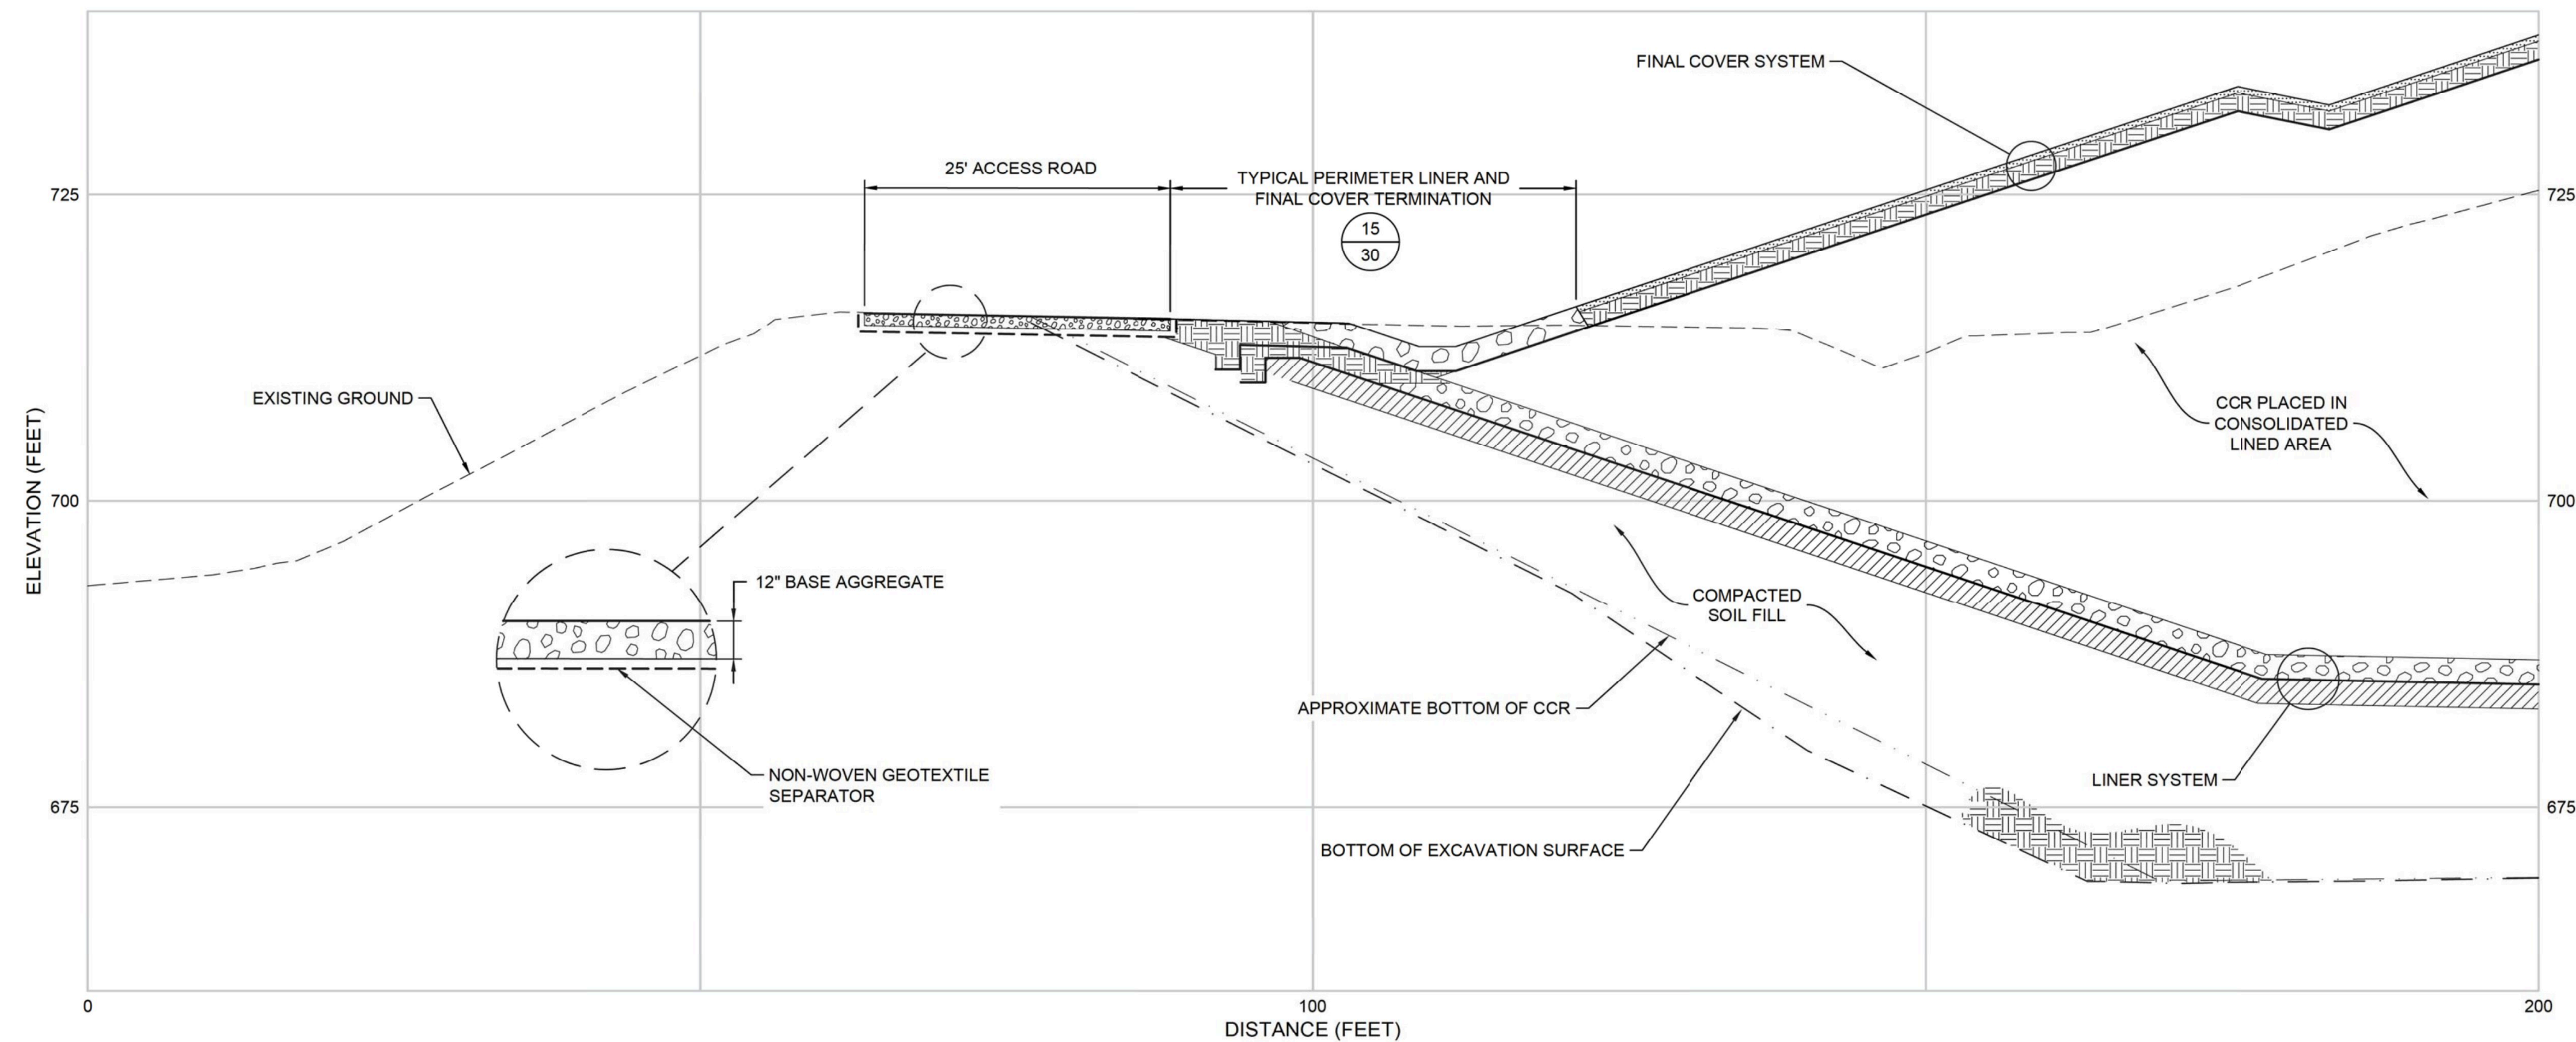 FINAL COVER SYSTEM
25' ACCESS ROAD
TYPICAL PERIMETER LINER AND
FINAL COVER TERMINATION
725
725
15
30
EXISTING GROUND
CCR PLACED IN
CONSOLIDATED
LINED AREA
ELEVATION (FEET)
700
700
12" BASE AGGREGATE
COMPACTED
SOIL FILL
APPROXIMATE BOTTOM OF CCR
NON-WOVEN GEOTEXTILE
SEPARATOR
LINER SYSTEM
675
675
BOTTOM OF EXCAVATION SURFACE
0
100
200
DISTANCE (FEET)